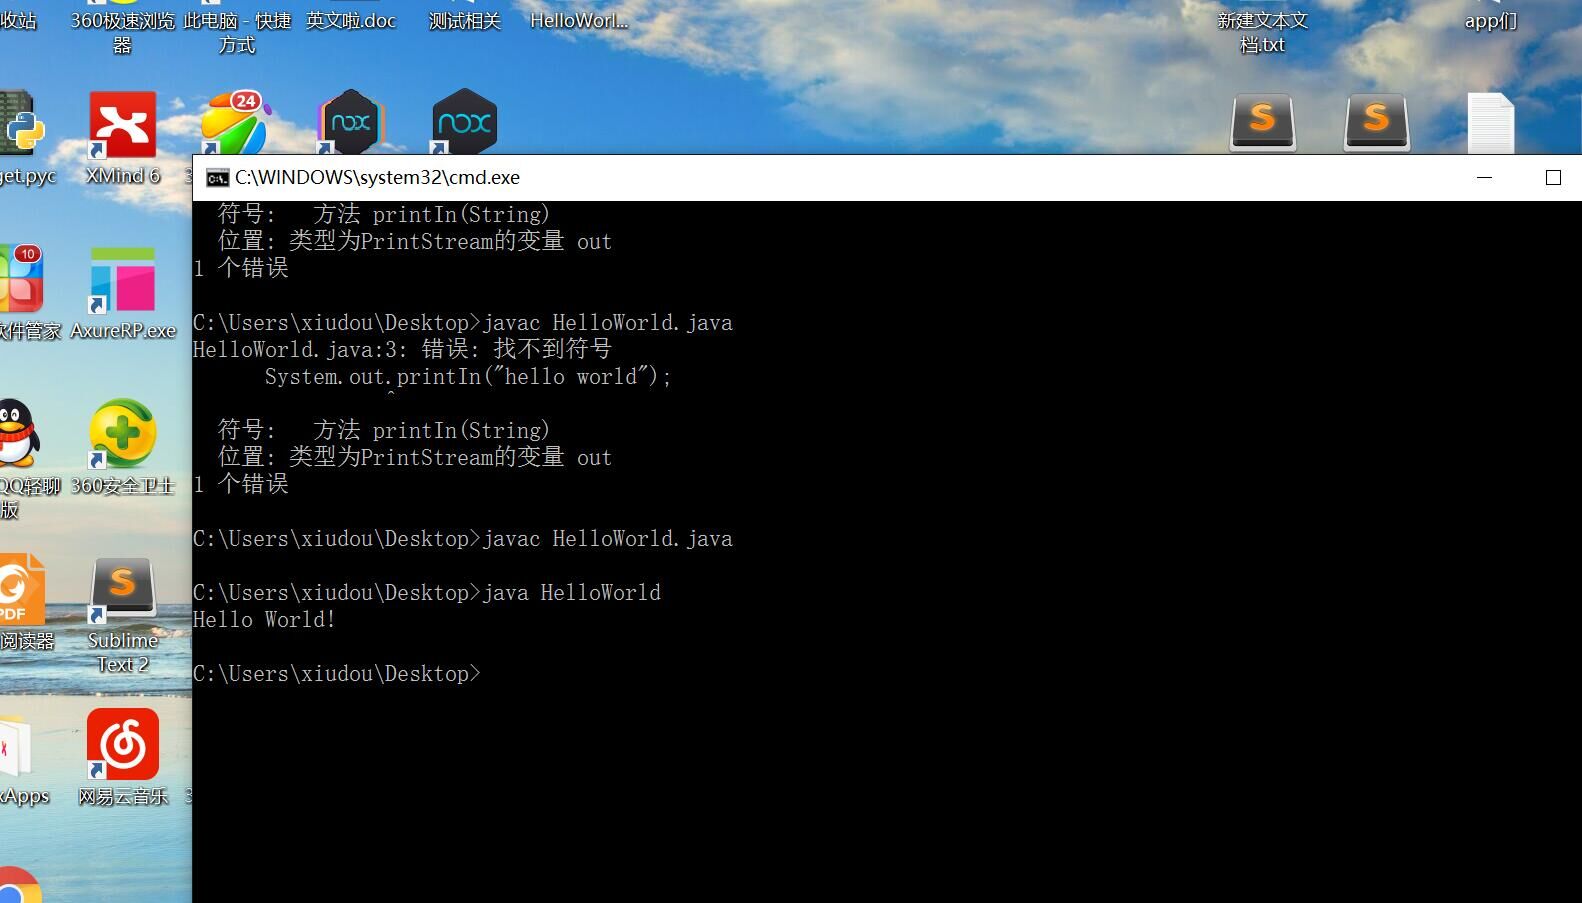 收站
360极速浏览
器
此电脑 - 快捷
方式
英文啦.doc
测试相关
HelloWorl...
新建文本文
档.txt
app们
24
nox
nox
S
S
get.pyc
XMind 6
3
C:\WINDOWS\system32\cmd.exe
符号:   方法 printIn(String)
位置: 类型为PrintStream的变量 out
1 个错误
C:\Users\xiudou\Desktop>javac HelloWorld.java
HelloWorld.java:3: 错误: 找不到符号
System.out.printIn("hello world");
^
符号:   方法 printIn(String)
位置: 类型为PrintStream的变量 out
1 个错误
C:\Users\xiudou\Desktop>javac HelloWorld.java
C:\Users\xiudou\Desktop>java HelloWorld
Hello World!
C:\Users\xiudou\Desktop>
10
软件管家
AxureRP.exe
QQ轻聊
版
360安全卫士
PDF
阅读器
S
Sublime
Text 2
xApps
网易云音乐
3